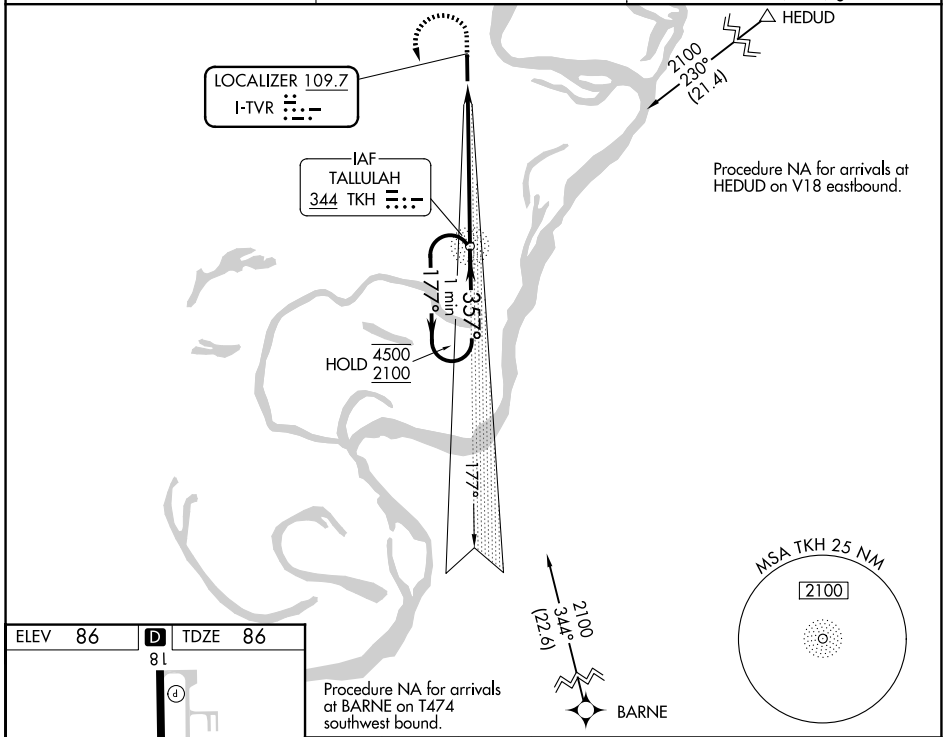 HEDUD
2100
230°
(21.4)
LOCALIZER 109.7
I-TVR
Procedure NA for arrivals at
HEDUD on V18 eastbound.
IAF
TALLULAH
344 TKH
1 min
177°
357°
HOLD 4500
2100
177°
MSA TKH 25 NM
2100
2100
344°
(22.6)
BARNE
Procedure NA for arrivals
at BARNE on T474
southwest bound.
ELEV 86 D TDZE 86
18
P